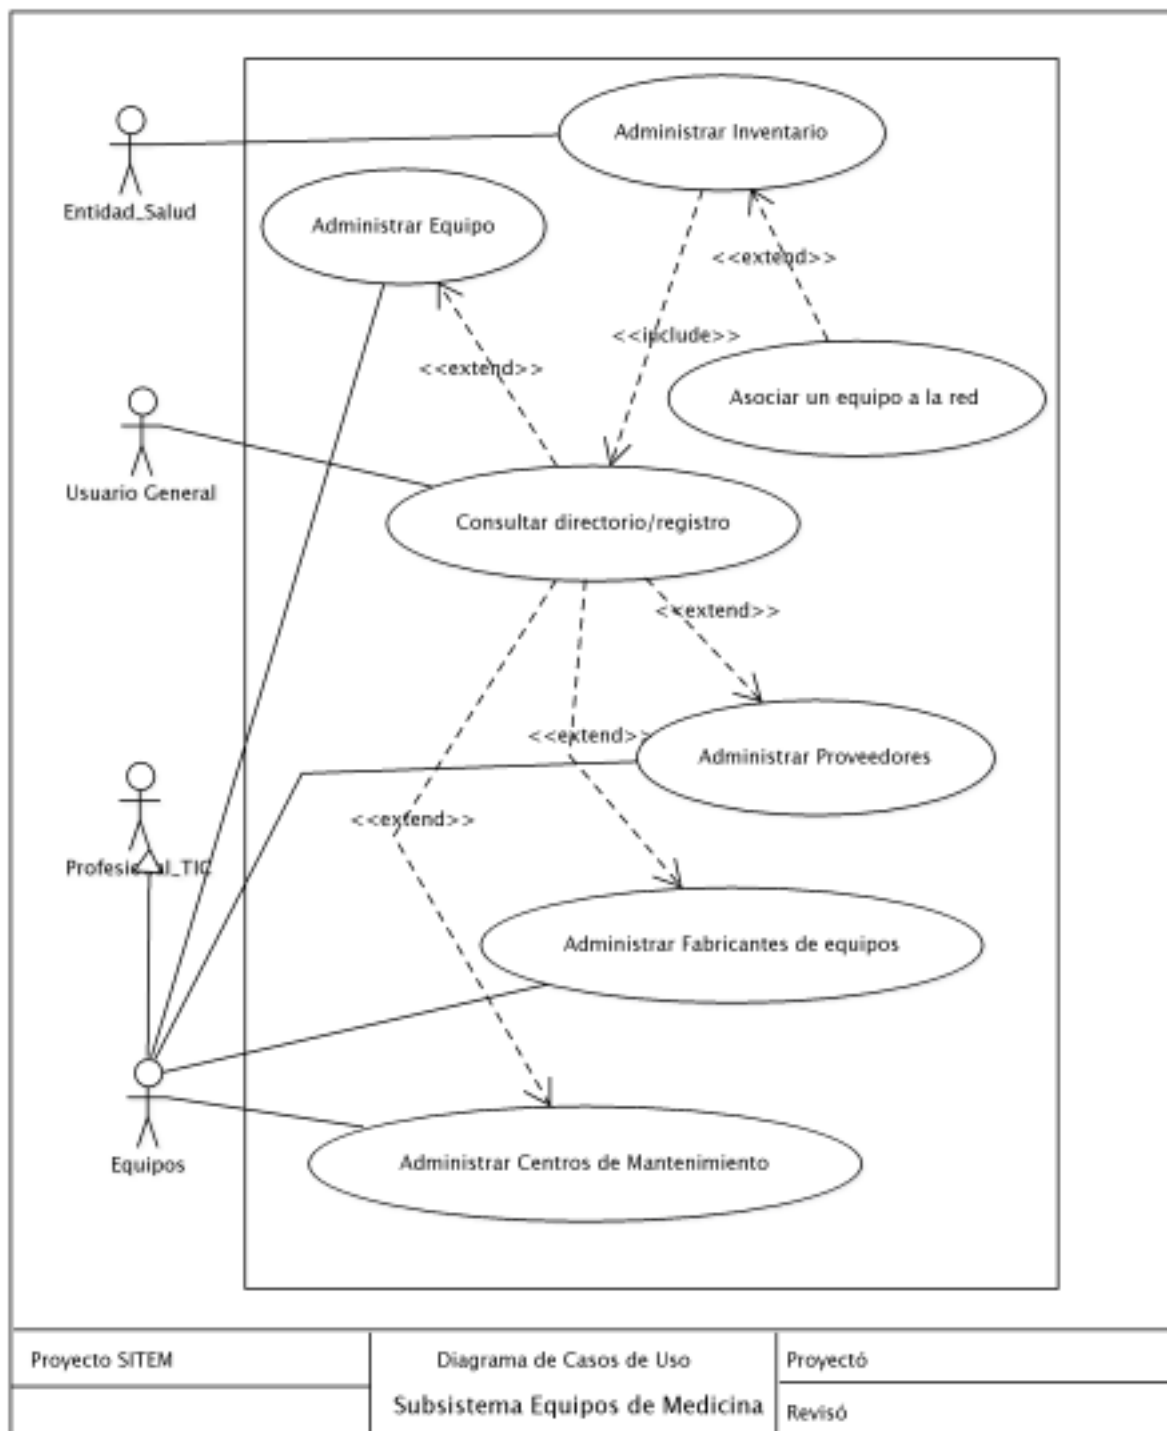 Administrar Inventario
Entidad_Salud
Administrar Equipo
<<extend>>
<<include>>
<<extend>>
Asociar un equipo a la red
Usuario General
Consultar directorio/registro
<<extend>>
<<extend>>
Administrar Proveedores
<<extend>>
Profesional_TIC
Administrar Fabricantes de equipos
Equipos
Administrar Centros de Mantenimiento
Proyecto SITEM
Diagrama de Casos de Uso
Proyectó
Subsistema Equipos de Medicina
Revisó